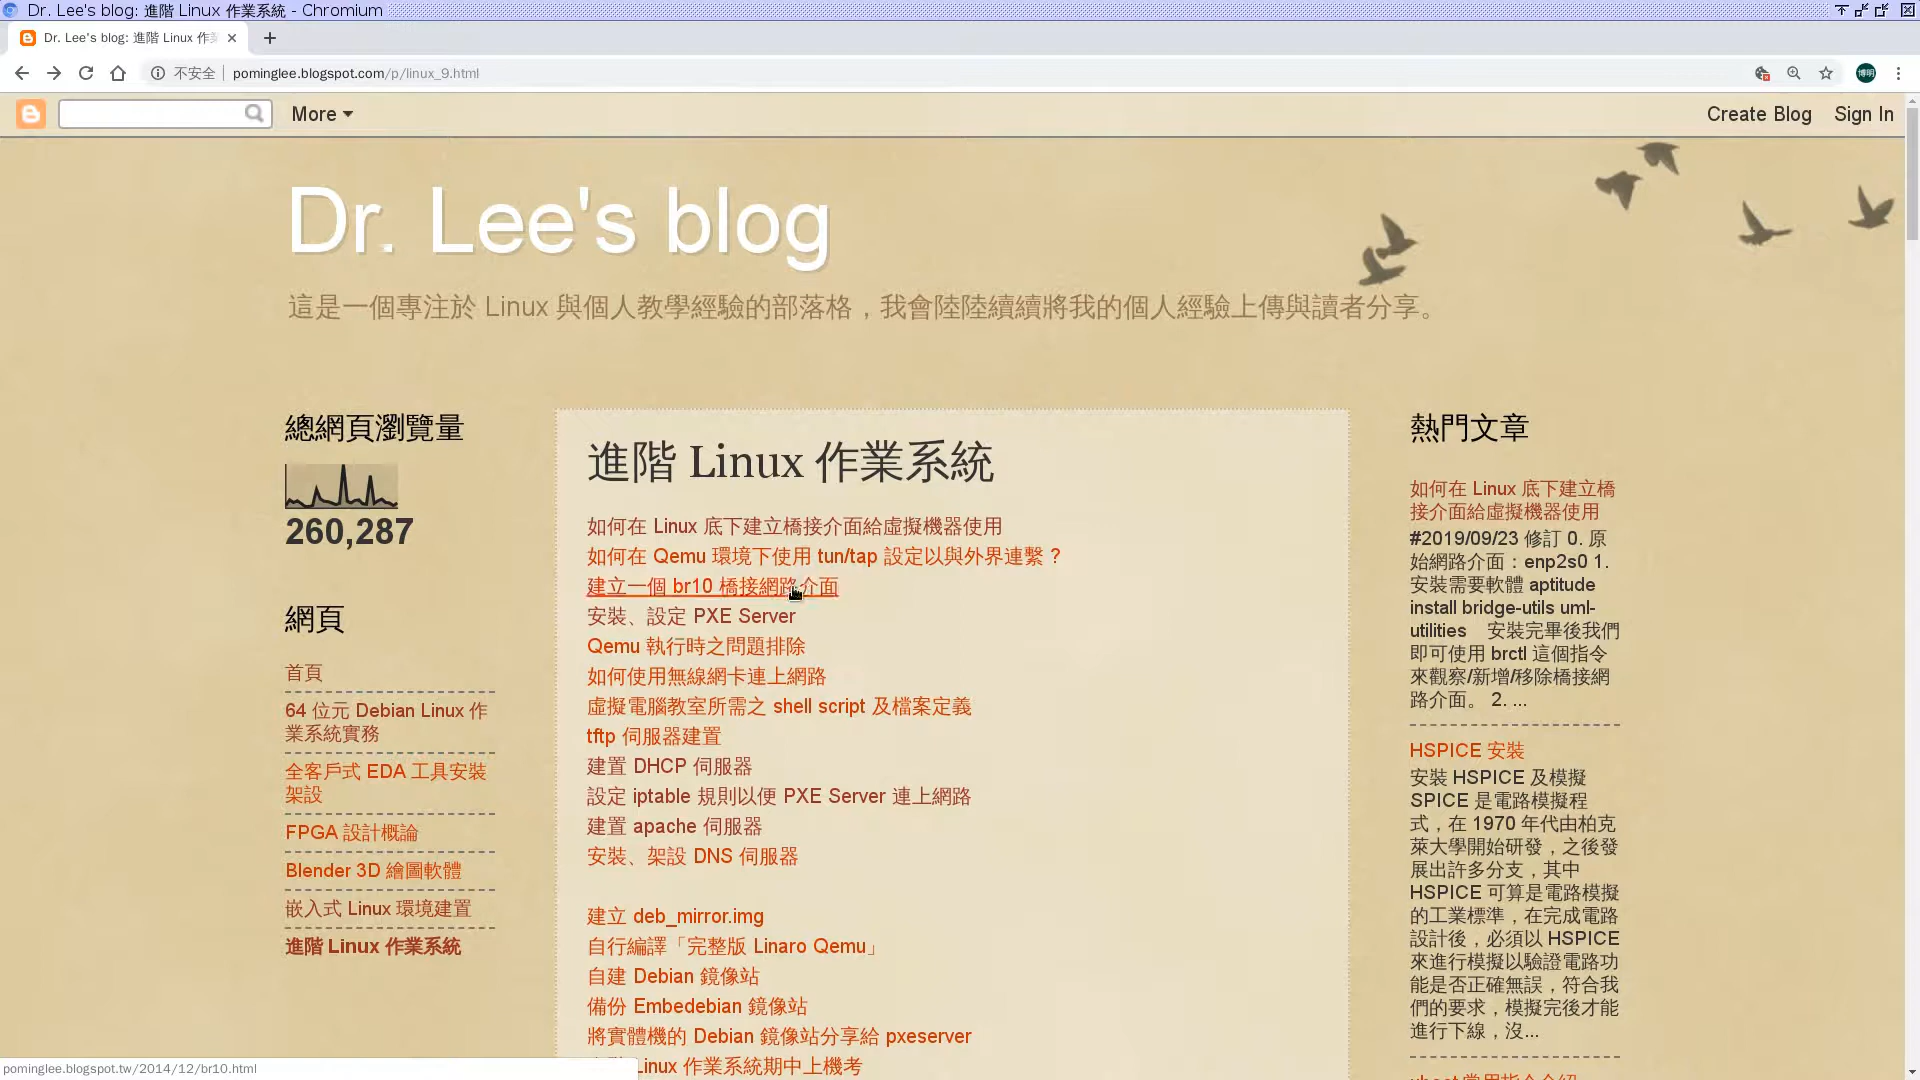 Dr. Lee's blog: 進階 Linux 作業系統 - Chromium
Dr. Lee's blog: 進階 Linux 作
不安全 pominglee.blogspot.com/p/linux_9.html
博明
More
Create Blog Sign In
Dr. Lee's blog
這是一個專注於 Linux 與個人教學經驗的部落格，我會陸陸續續將我的個人經驗上傳與讀者分享。
總網頁瀏覽量
260,287
網頁
首頁
64 位元 Debian Linux 作
業系統實務
全客戶式 EDA 工具安裝
架設
FPGA 設計概論
Blender 3D 繪圖軟體
嵌入式 Linux 環境建置
進階 Linux 作業系統
進階 Linux 作業系統
如何在 Linux 底下建立橋接介面給虛擬機器使用
如何在 Qemu 環境下使用 tun/tap 設定以與外界連繫？
建立一個 br10 橋接網路介面
安裝、設定 PXE Server
Qemu 執行時之問題排除
如何使用無線網卡連上網路
虛擬電腦教室所需之 shell script 及檔案定義
tftp 伺服器建置
建置 DHCP 伺服器
設定 iptable 規則以便 PXE Server 連上網路
建置 apache 伺服器
安裝、架設 DNS 伺服器
建立 deb_mirror.img
自行編譯「完整版 Linaro Qemu」
自建 Debian 鏡像站
備份 Embedebian 鏡像站
將實體機的 Debian 鏡像站分享給 pxeserver
Linux 作業系統期中上機考
熱門文章
如何在 Linux 底下建立橋
接介面給虛擬機器使用
#2019/09/23 修訂 0. 原
始網路介面：enp2s0 1.
安裝需要軟體 aptitude
install bridge-utils uml-
utilities 安裝完畢後我們
即可使用 brctl 這個指令
來觀察/新增/移除橋接網
路介面。 2. ...
HSPICE 安裝
安裝 HSPICE 及模擬
SPICE 是電路模擬程
式，在 1970 年代由柏克
萊大學開始研發，之後發
展出許多分支，其中
HSPICE 可算是電路模擬
的工業標準，在完成電路
設計後，必須以 HSPICE
來進行模擬以驗證電路功
能是否正確無誤，符合我
們的要求，模擬完後才能
進行下線，沒...
pominglee.blogspot.tw/2014/12/br10.html